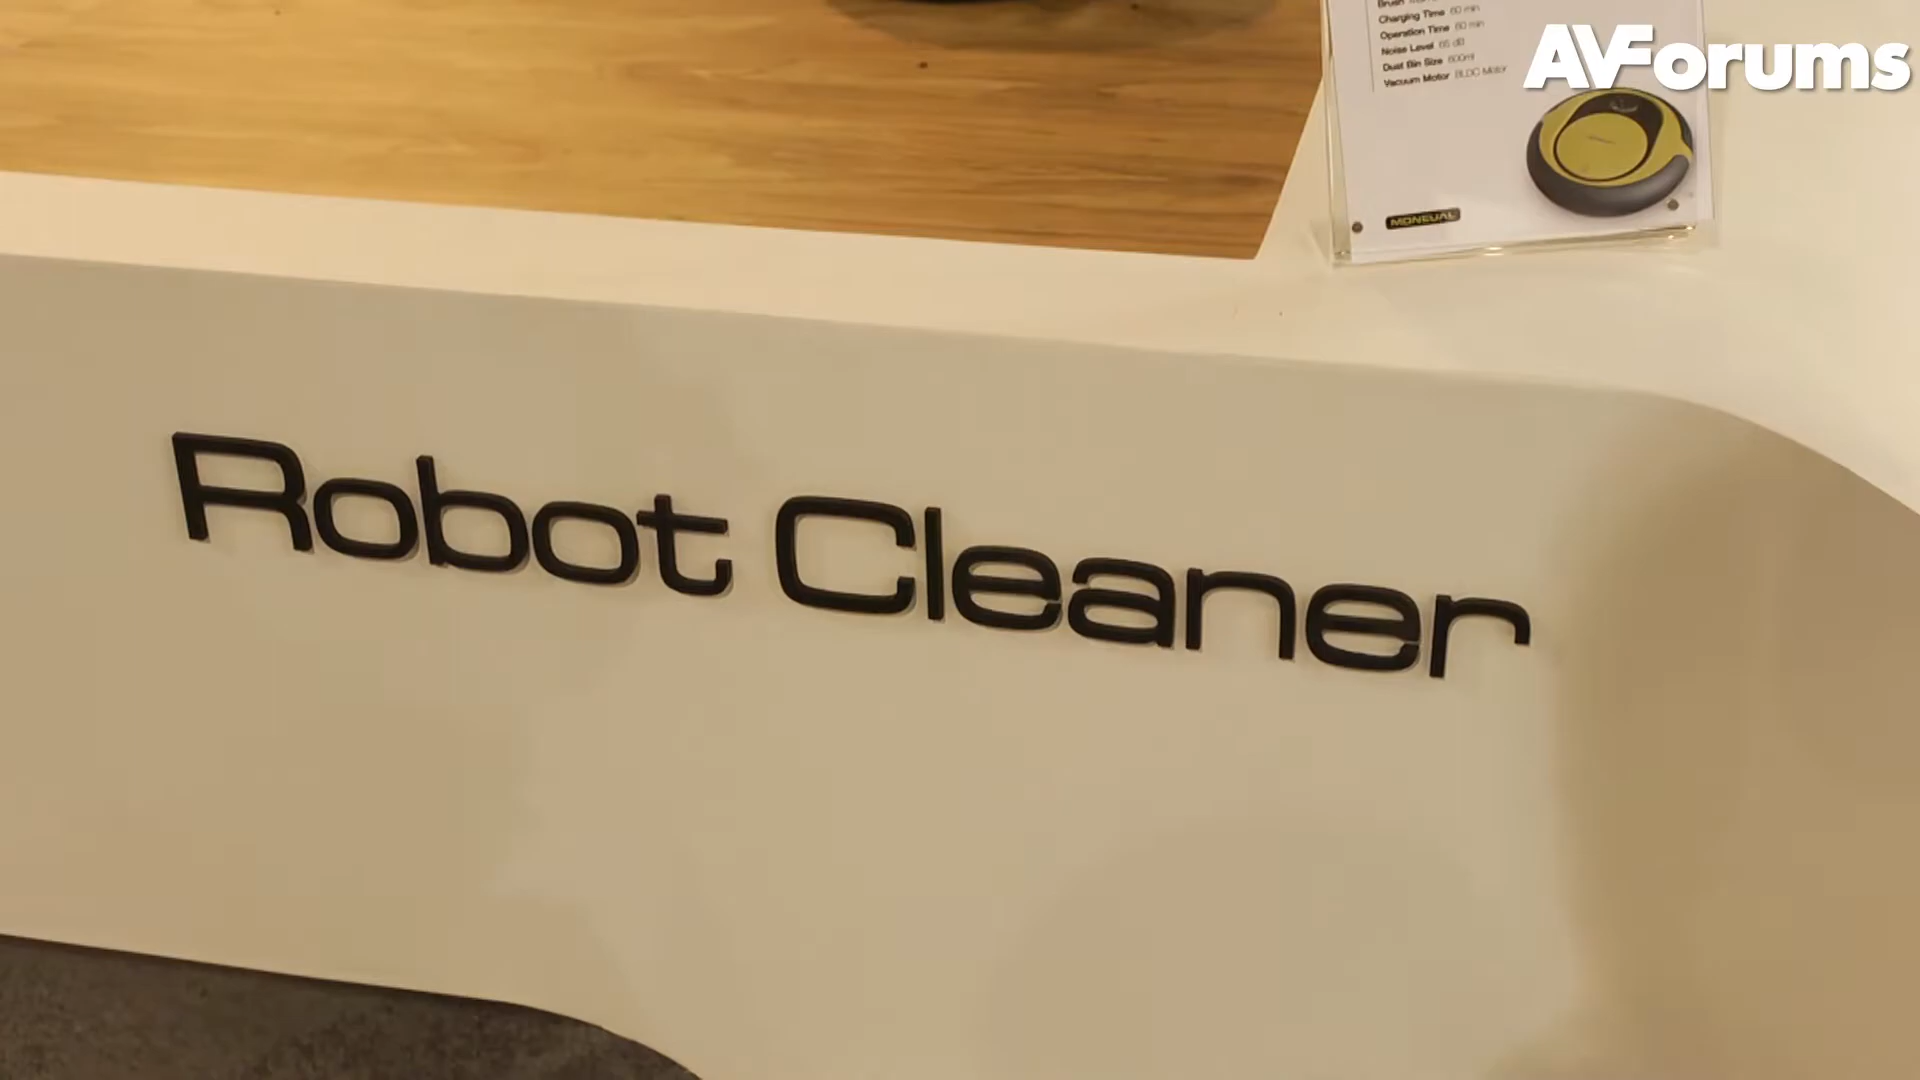 Charging Time 60 min
Operation Time 60 min
Noise Level 65 dB
Dust Bin Size 600ml
Vacuum Motor BLDC Motor
AVForums
MONEUAL
Robot Cleaner